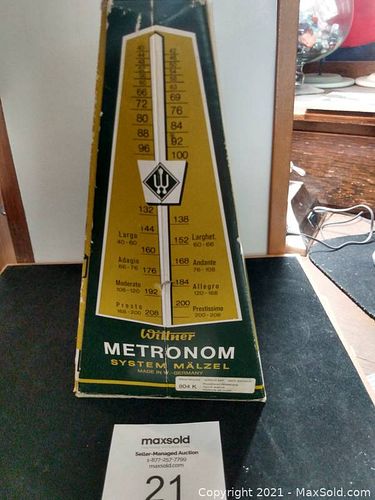 66
69
72
76
80
84
88
92
96
100
132
138
144
Largo
40-60
Larghet.
60-66
152
160
168
Adagio
66-76
Andante
76-108
176
184
Moderato
108-120
Allegro
120-168
192
200
Presto
168-200
Prestissimo
200-208
208
Wittner
METRONOM
SYSTEM MÄLZEL
MADE IN W.-GERMANY
804 K
maxsold
Seller-Managed Auction
1-877-257-7799
maxsold.com
21
Copyright © 2021 - MaxSold.com